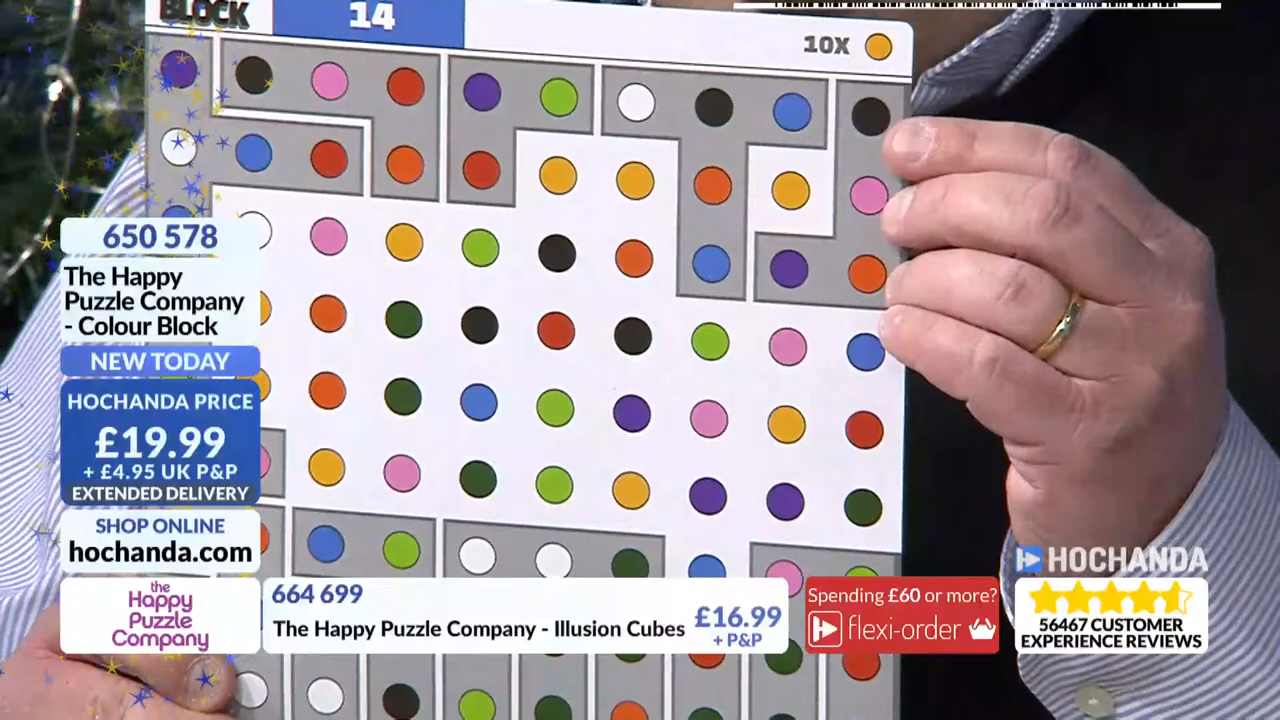 BLOCK
14
10X
650 578
The Happy
Puzzle Company
- Colour Block
NEW TODAY
HOCHANDA PRICE
£19.99
+ £4.95 UK P&P
EXTENDED DELIVERY
SHOP ONLINE
hochanda.com
the
Happy
Puzzle
Company
664 699
The Happy Puzzle Company - Illusion Cubes
£16.99
+ P&P
Spending £60 or more?
flexi-order
HOCHANDA
56467 CUSTOMER
EXPERIENCE REVIEWS